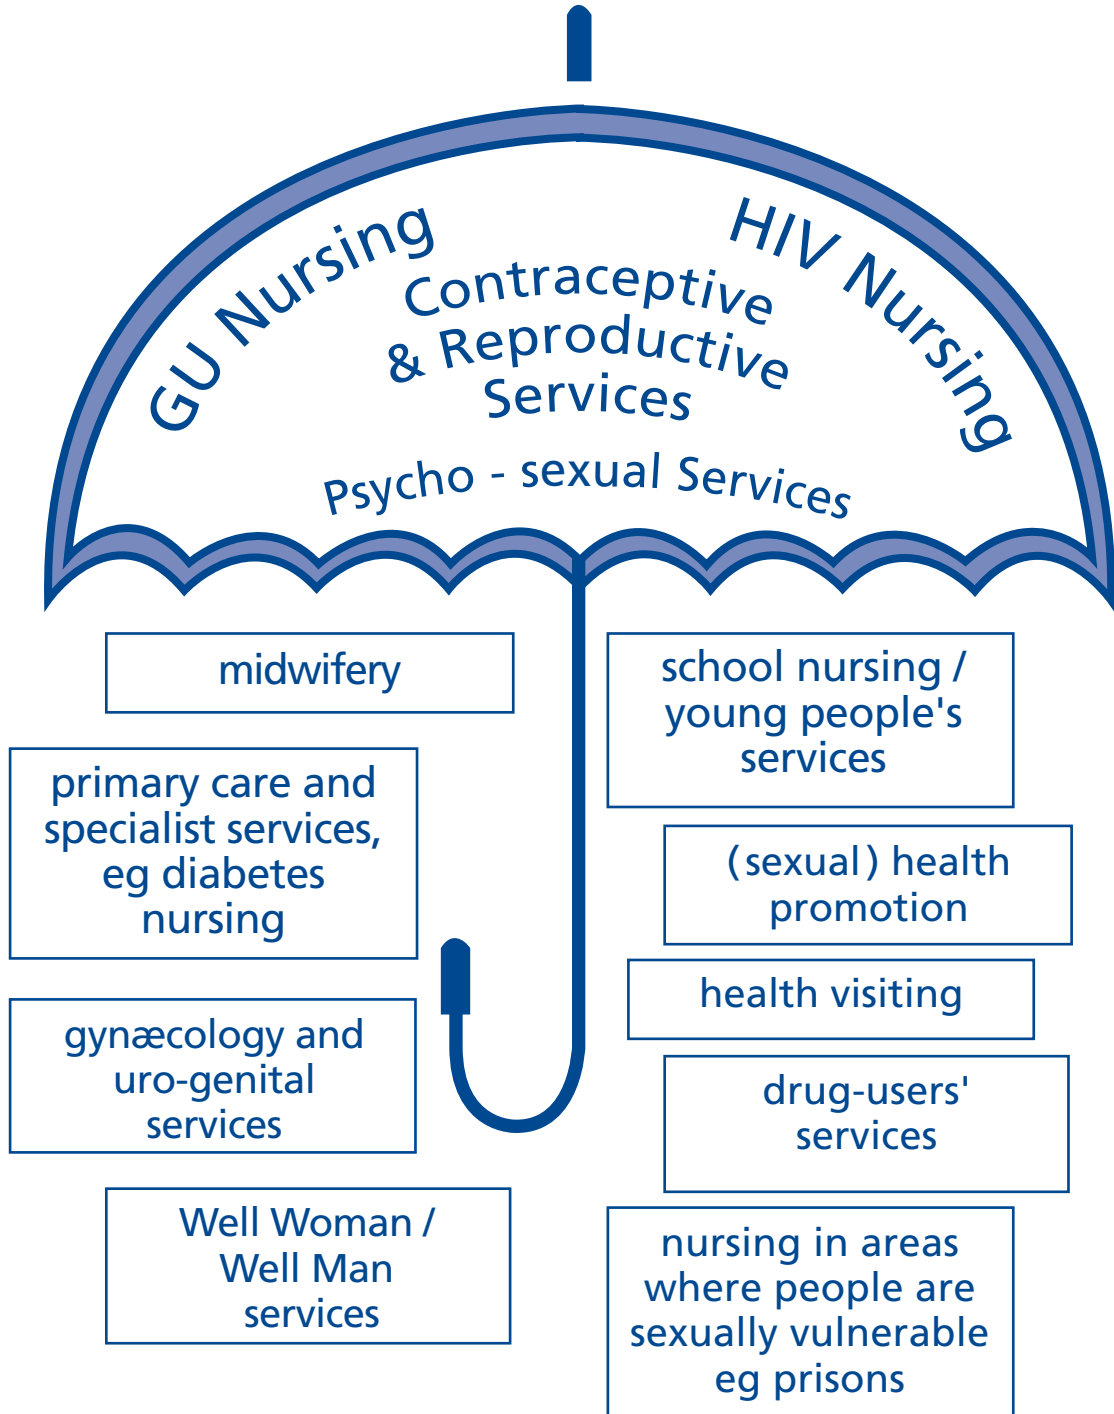 GU Nursing
HIV Nursing
Contraceptive
& Reproductive
Services
Psycho - sexual Services
midwifery
primary care and
specialist services,
eg diabetes
nursing
gynæcology and
uro-genital
services
Well Woman /
Well Man
services
school nursing /
young people's
services
(sexual) health
promotion
health visiting
drug-users'
services
nursing in areas
where people are
sexually vulnerable
eg prisons